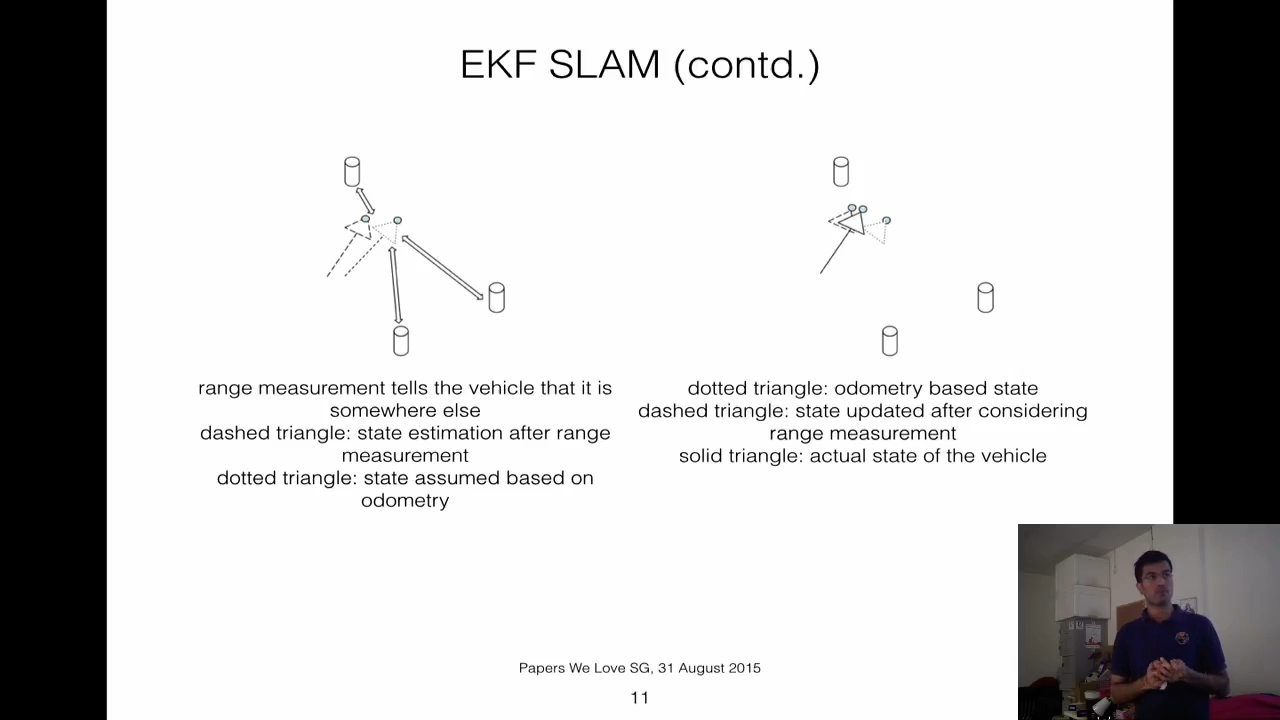 EKF SLAM (contd.)
range measurement tells the vehicle that it is
somewhere else
dashed triangle: state estimation after range
measurement
dotted triangle: state assumed based on
odometry
dotted triangle: odometry based state
dashed triangle: state updated after considering
range measurement
solid triangle: actual state of the vehicle
Papers We Love SG, 31 August 2015
11